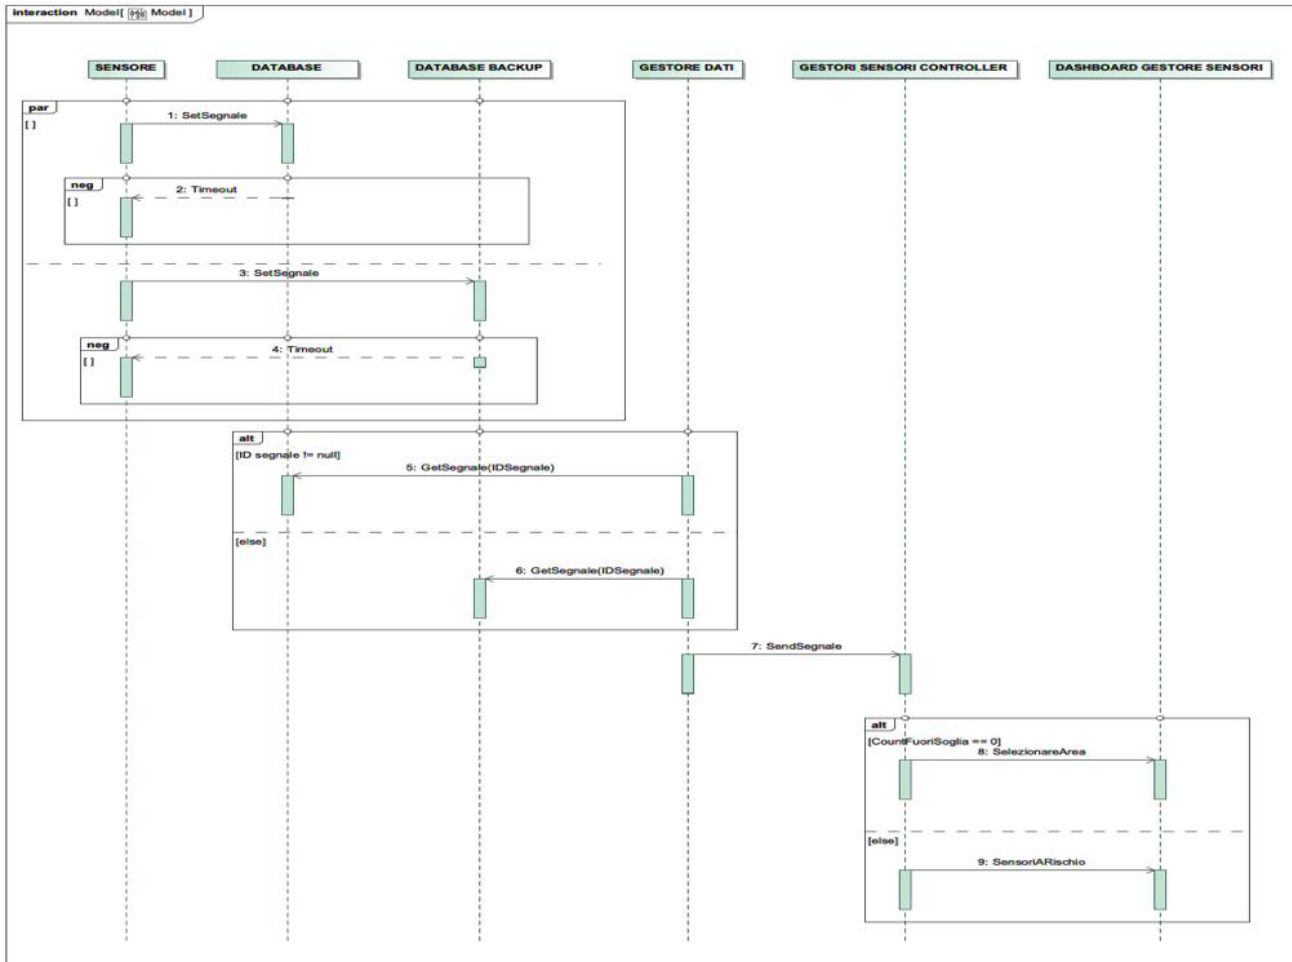 interaction Model[ Model ]
SENSORE
DATABASE
DATABASE BACKUP
GESTORE DATI
GESTORI SENSORI CONTROLLER
DASHBOARD GESTORE SENSORI
par
[ ]
1: SetSegnale
neg
[ ]
2: Timeout
3: SetSegnale
neg
[ ]
4: Timeout
alt
[ID segnale != null]
5: GetSegnale(IDSegnale)
[else]
6: GetSegnale(IDSegnale)
7: SendSegnale
alt
[CountFuoriSoglia == 0]
8: SelezionareArea
[else]
9: SensoriARischio